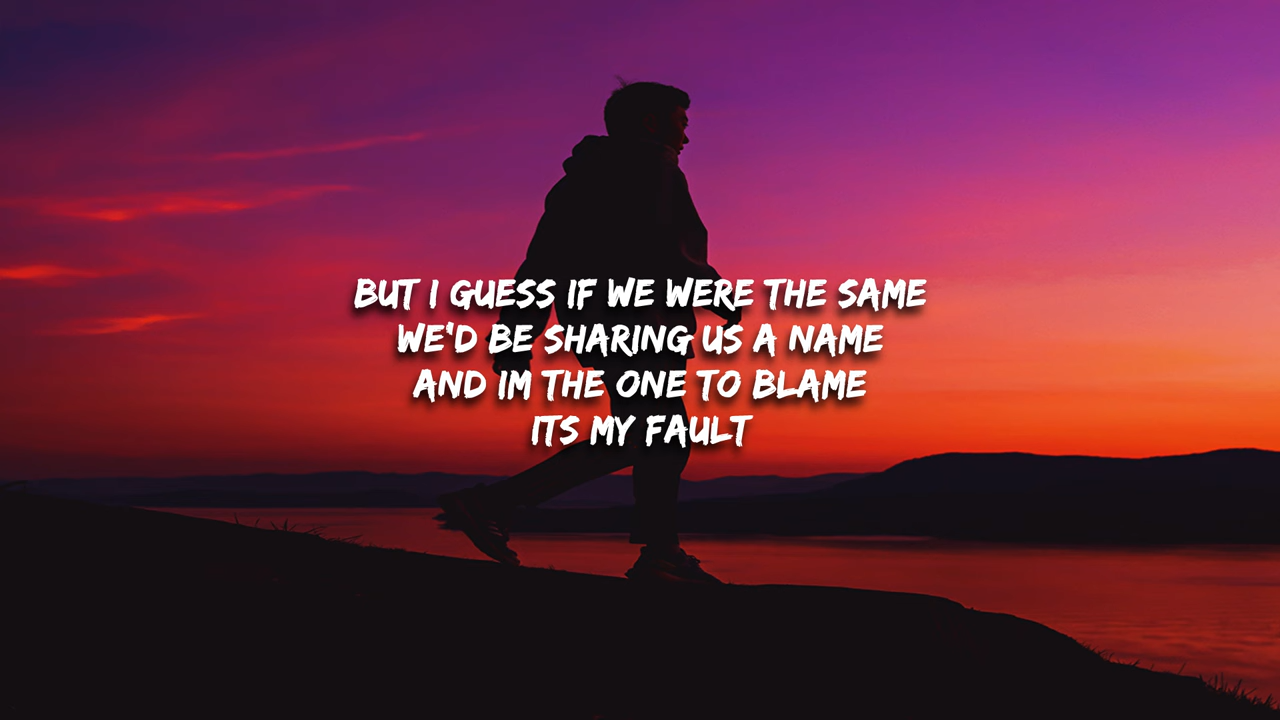 BUT I GUESS IF WE WERE THE SAME
WE'D BE SHARING US A NAME
AND IM THE ONE TO BLAME
ITS MY FAULT